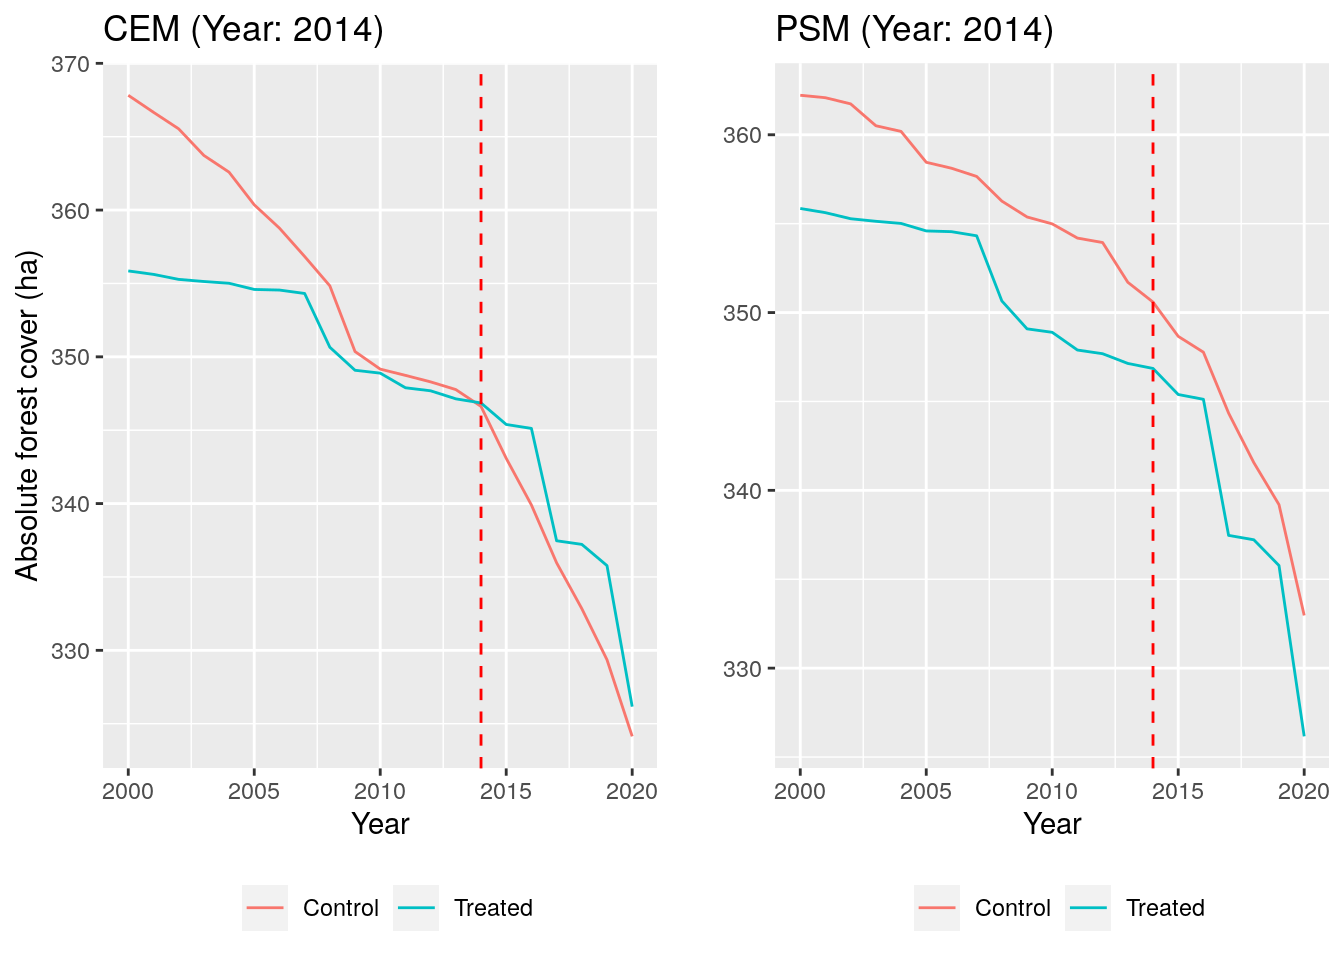 CEM (Year: 2014)
370
360
350
340
330
Absolute forest cover (ha)
2000 2005 2010 2015 2020
Year
Control Treated
PSM (Year: 2014)
360
350
340
330
2000 2005 2010 2015 2020
Year
Control Treated